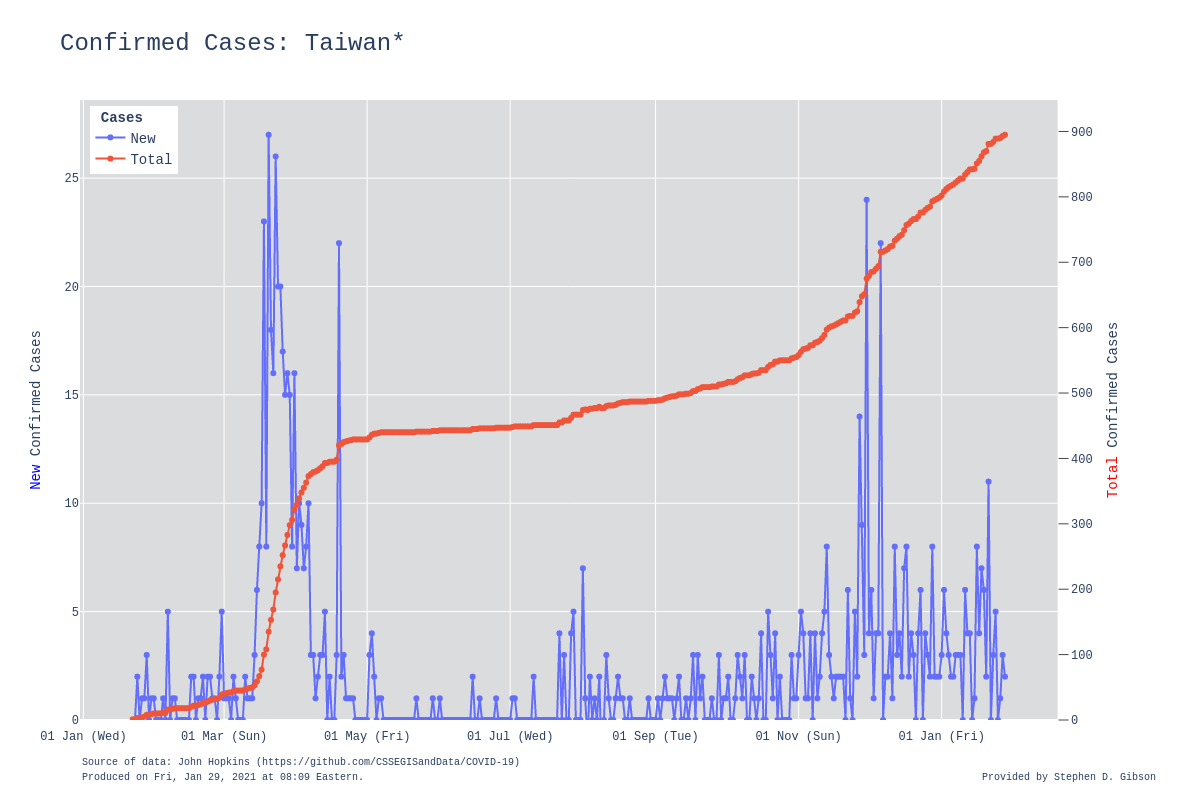 Confirmed Cases: Taiwan*
Cases
New
Total
25
20
15
10
5
0
New Confirmed Cases
900
800
700
600
500
400
300
200
100
0
Total Confirmed Cases
01 Jan (Wed) 01 Mar (Sun) 01 May (Fri) 01 Jul (Wed) 01 Sep (Tue) 01 Nov (Sun) 01 Jan (Fri)
Source of data: John Hopkins (https://github.com/CSSEGISandData/COVID-19)
Produced on Fri, Jan 29, 2021 at 08:09 Eastern.
Provided by Stephen D. Gibson